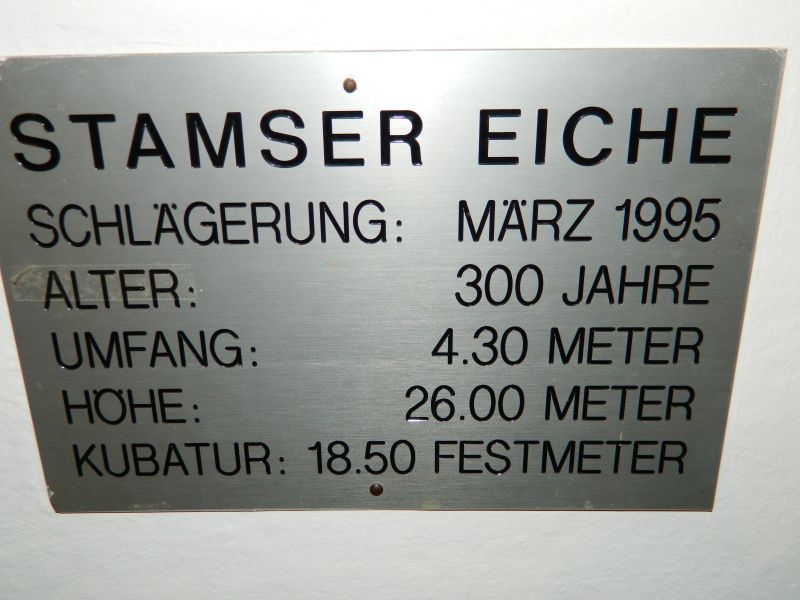 STAMSER EICHE
SCHLÄGERUNG: MÄRZ 1995
ALTER: 300 JAHRE
UMFANG: 4.30 METER
HÖHE: 26.00 METER
KUBATUR: 18.50 FESTMETER